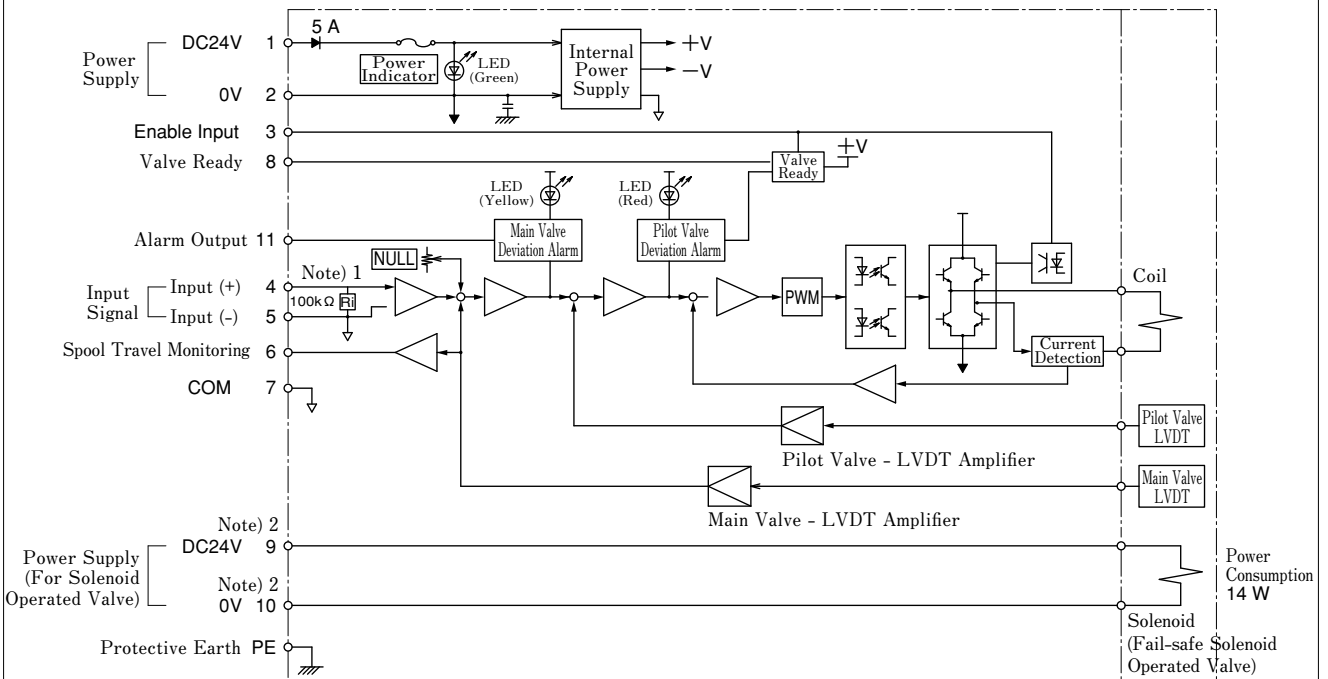 5 A
Power
Supply
DC24V 1
0V 2
Power
Indicator
LED
(Green)
Internal
Power
Supply
+V
−V
Enable Input 3
Valve Ready 8
Valve
Ready
+V
LED
(Yellow)
LED
(Red)
Alarm Output 11
Main Valve
Deviation Alarm
Pilot Valve
Deviation Alarm
NULL
Note) 1
Input
Signal
Input (+) 4
100kΩ Ri
Input (-) 5
PWM
Coil
Current
Detection
Spool Travel Monitoring 6
COM 7
Pilot Valve
LVDT
Pilot Valve - LVDT Amplifier
Main Valve
LVDT
Main Valve - LVDT Amplifier
Power Supply
(For Solenoid
Operated Valve)
Note) 2
DC24V 9
Note) 2
0V 10
Power
Consumption
14 W
Solenoid
(Fail-safe Solenoid
Operated Valve)
Protective Earth PE